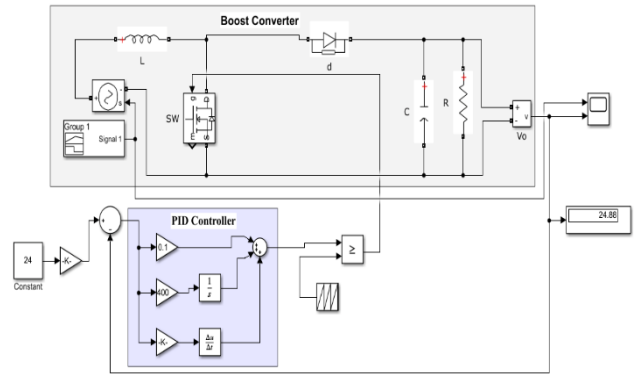 Boost Converter
L
d
+
-
s
SW
g
D
E
S
C
R
+
-
v
Vo
Group 1
Signal 1
24.88
PID Controller
+
-
24
Constant
-K-
0.1
400
1
s
-K-
Δu
Δt
+
+
+
≥